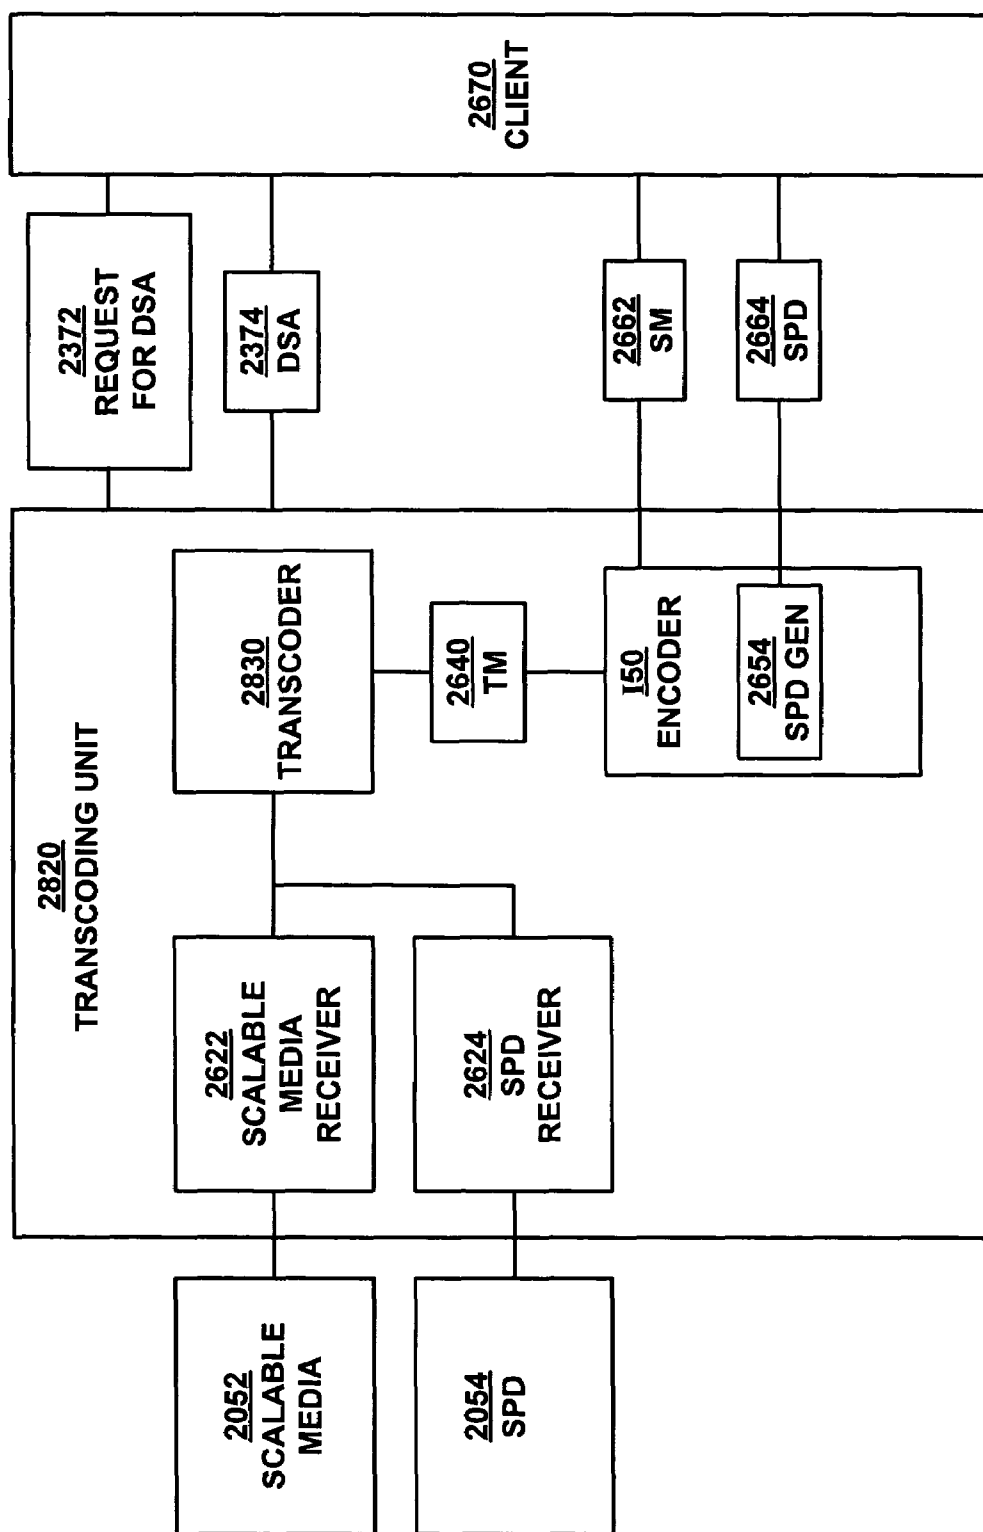 2820
TRANSCODING UNIT
2052
SCALABLE
MEDIA
2054
SPD
2622
SCALABLE
MEDIA
RECEIVER
2624
SPD
RECEIVER
2830
TRANSCODER
2640
TM
I50
ENCODER
2654
SPD GEN
2372
REQUEST
FOR DSA
2374
DSA
2662
SM
2664
SPD
2670
CLIENT